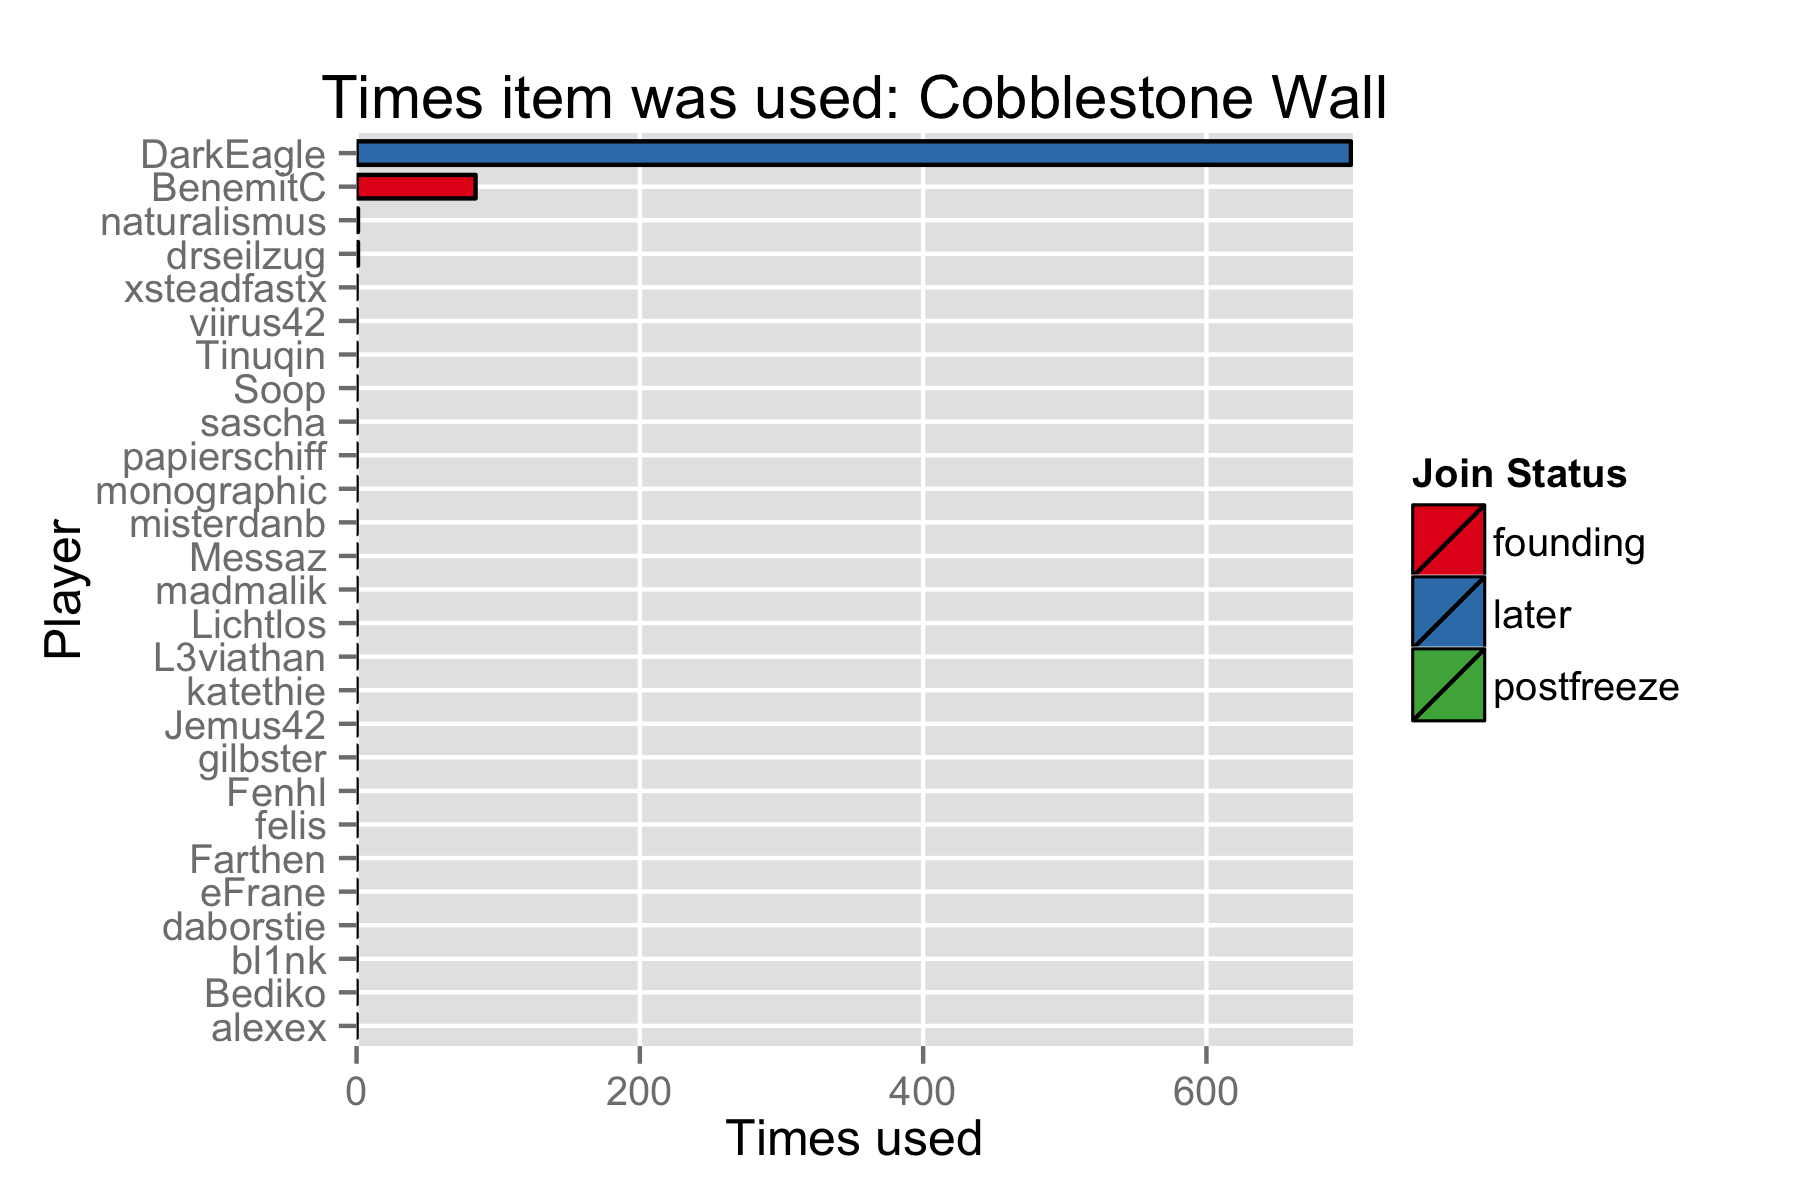 Times item was used: Cobblestone Wall
DarkEagle
BenemitC
naturalismus
drseilzug
xsteadfastx
viirus42
Tinuqin
Soop
sascha
papierschiff
monographic
misterdanb
Messaz
madmalik
Lichtlos
L3viathan
katethie
Jemus42
gilbster
Fenhl
felis
Farthen
eFrane
daborstie
bl1nk
Bediko
alexex
Player
0 200 400 600
Times used
Join Status
founding
later
postfreeze